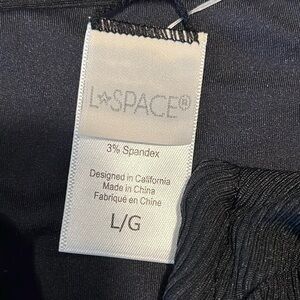 L☆SPACE®
3% Spandex
Designed in California
Made in China
Fabriqué en Chine
L/G